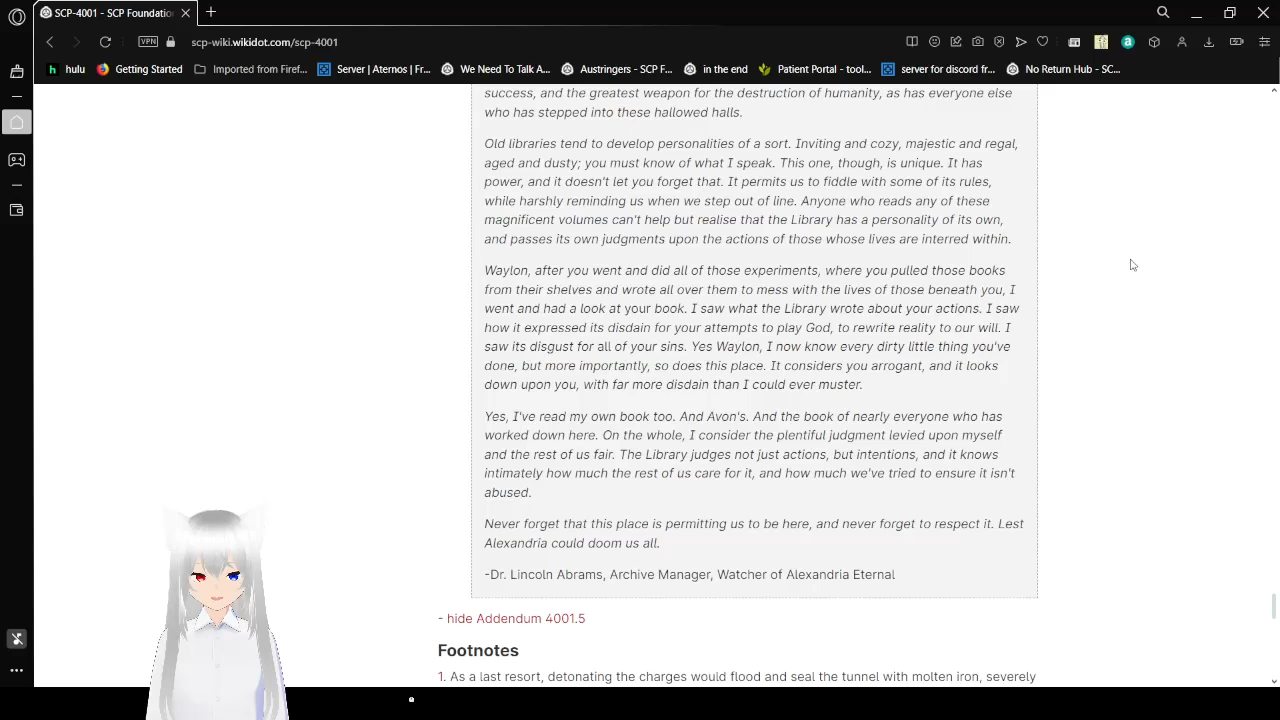 SCP-4001 - SCP Foundatio
scp-wiki.wikidot.com/scp-4001
VPN
hulu
Getting Started
Imported from Firef...
Server | Aternos | Fr...
We Need To Talk A...
Austringers - SCP F...
in the end
Patient Portal - tool...
server for discord fr...
No Return Hub - SC...
success, and the greatest weapon for the destruction of humanity, as has everyone else
who has stepped into these hallowed halls.
Old libraries tend to develop personalities of a sort. Inviting and cozy, majestic and regal,
aged and dusty; you must know of what I speak. This one, though, is unique. It has
power, and it doesn't let you forget that. It permits us to fiddle with some of its rules,
while harshly reminding us when we step out of line. Anyone who reads any of these
magnificent volumes can't help but realise that the Library has a personality of its own,
and passes its own judgments upon the actions of those whose lives are interred within.
Waylon, after you went and did all of those experiments, where you pulled those books
from their shelves and wrote all over them to mess with the lives of those beneath you, I
went and had a look at your book. I saw what the Library wrote about your actions. I saw
how it expressed its disdain for your attempts to play God, to rewrite reality to our will. I
saw its disgust for all of your sins. Yes Waylon, I now know every dirty little thing you've
done, but more importantly, so does this place. It considers you arrogant, and it looks
down upon you, with far more disdain than I could ever muster.
Yes, I've read my own book too. And Avon's. And the book of nearly everyone who has
worked down here. On the whole, I consider the plentiful judgment levied upon myself
and the rest of us fair. The Library judges not just actions, but intentions, and it knows
intimately how much the rest of us care for it, and how much we've tried to ensure it isn't
abused.
Never forget that this place is permitting us to be here, and never forget to respect it. Lest
Alexandria could doom us all.
-Dr. Lincoln Abrams, Archive Manager, Watcher of Alexandria Eternal
- hide Addendum 4001.5
Footnotes
1. As a last resort, detonating the charges would flood and seal the tunnel with molten iron, severely